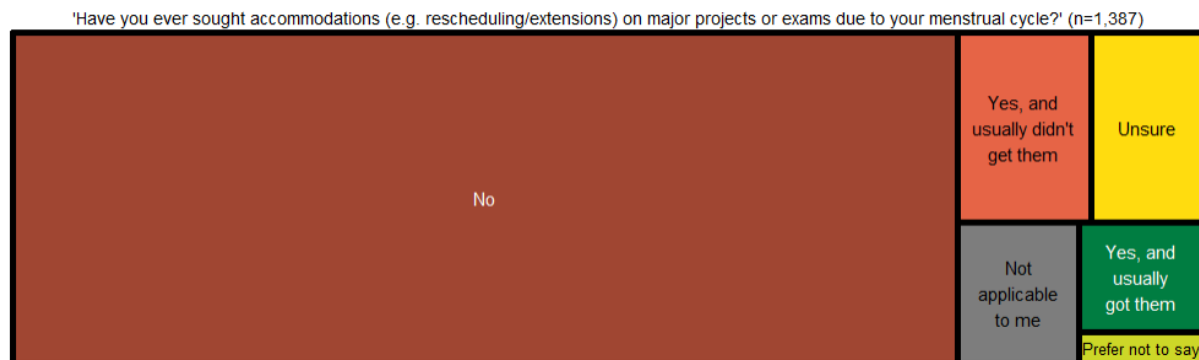 'Have you ever sought accommodations (e.g. rescheduling/extensions) on major projects or exams due to your menstrual cycle?' (n=1,387)
No
Yes, and
usually didn't
get them
Unsure
Not
applicable
to me
Yes, and
usually
got them
Prefer not to say